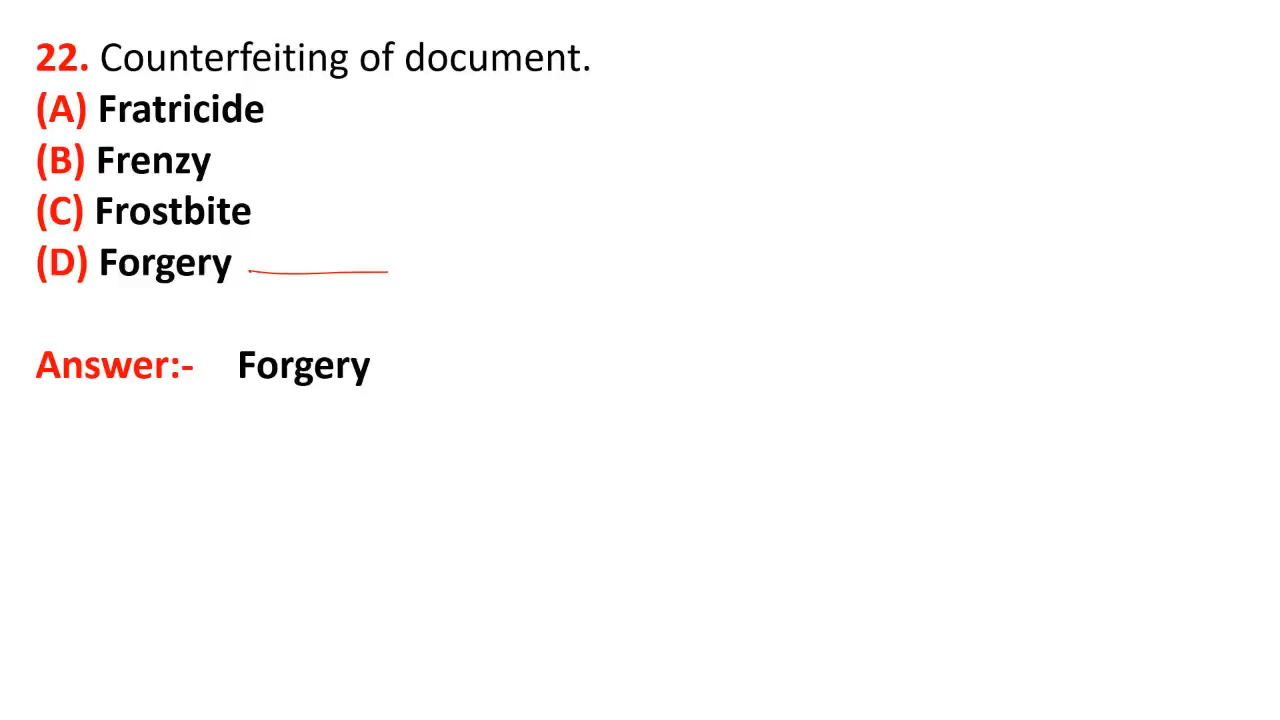 22. Counterfeiting of document.
(A) Fratricide
(B) Frenzy
(C) Frostbite
(D) Forgery
Answer:- Forgery